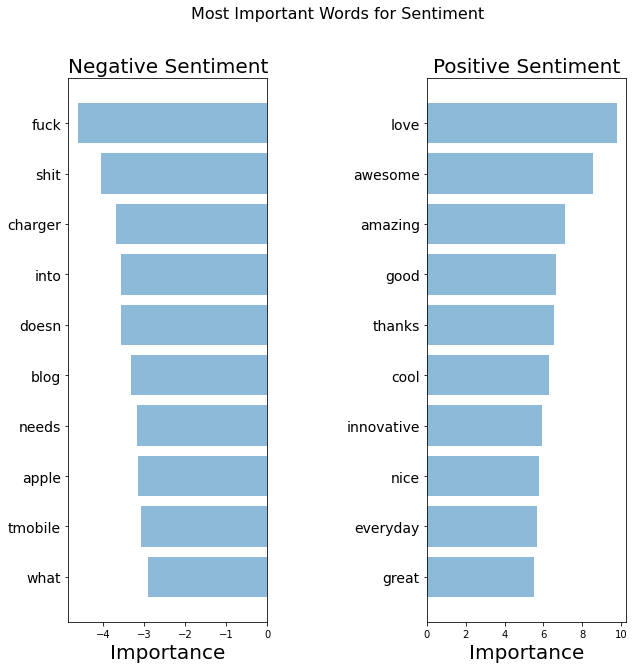 Most Important Words for Sentiment
Negative Sentiment
fuck
shit
charger
into
doesn
blog
needs
apple
tmobile
what
−4 −3 −2 −1 0
Importance
Positive Sentiment
love
awesome
amazing
good
thanks
cool
innovative
nice
everyday
great
0 2 4 6 8 10
Importance